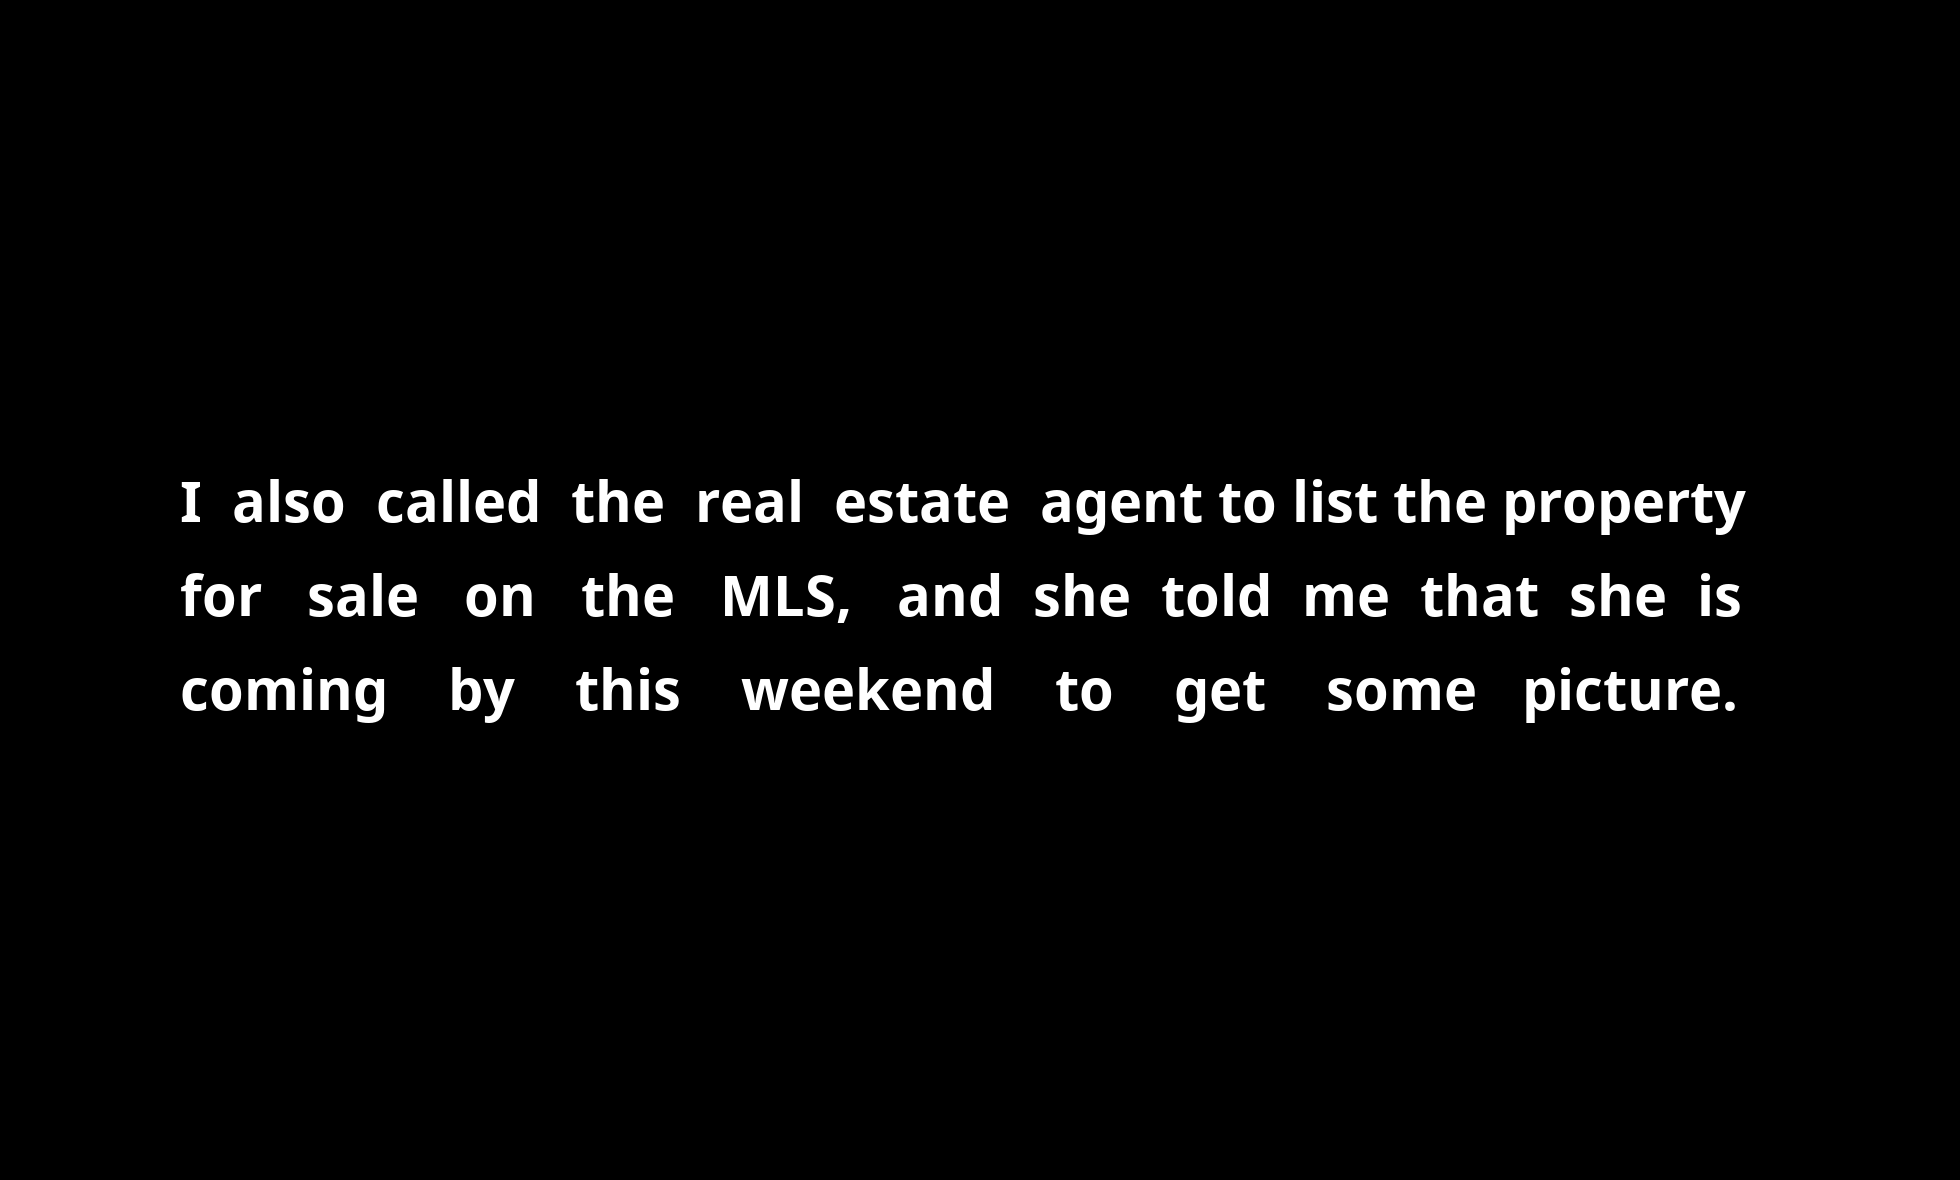 I also called the real estate agent to list the property
for sale on the MLS, and she told me that she is
coming by this weekend to get some picture.